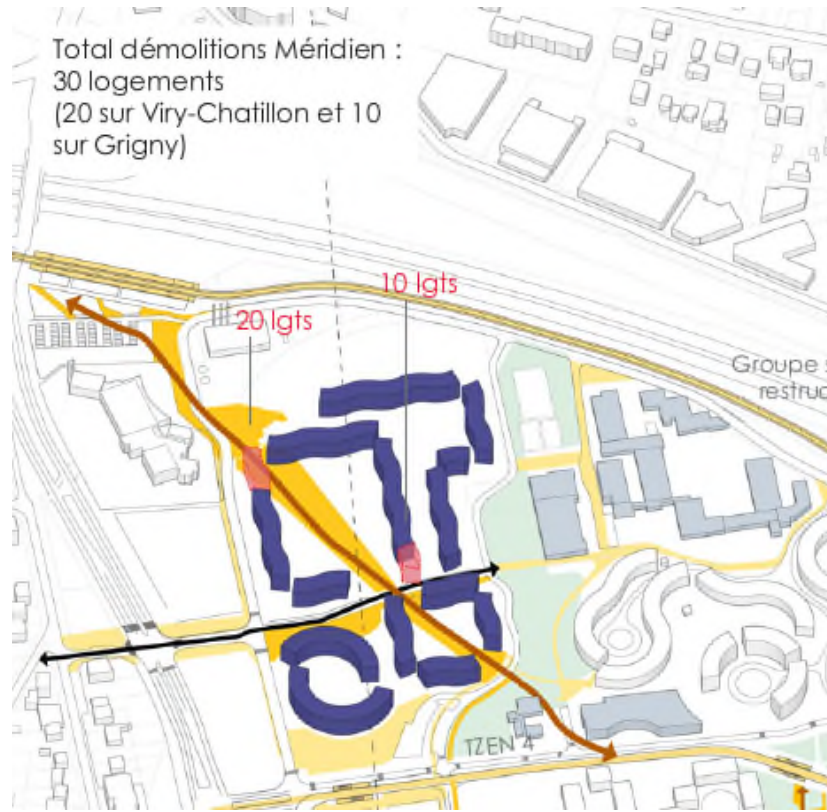 Total démolitions Méridien :
30 logements
(20 sur Viry-Chatillon et 10
sur Grigny)
10 lgts
20 lgts
Groupe
TZEN 4